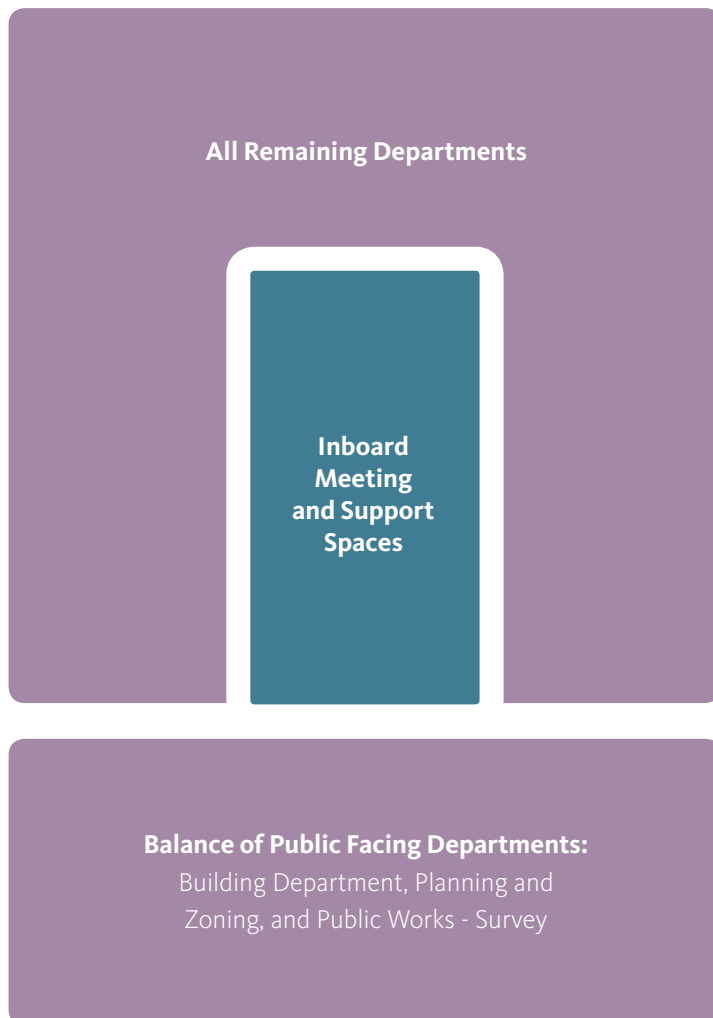 All Remaining Departments
Inboard
Meeting
and Support
Spaces
Balance of Public Facing Departments:
Building Department, Planning and
Zoning, and Public Works - Survey